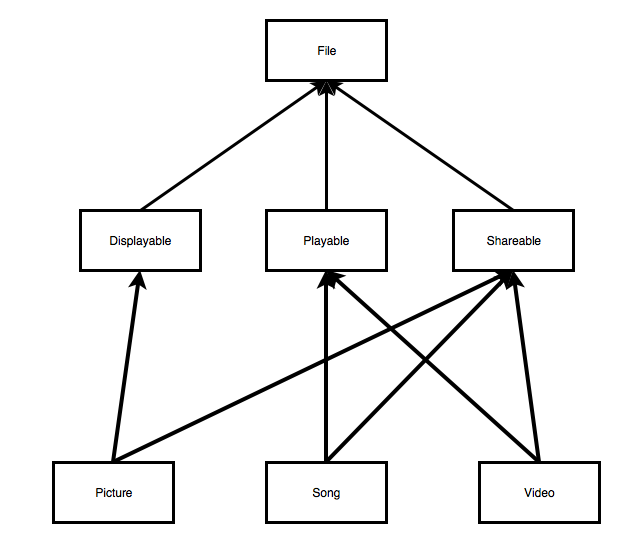 File
Displayable
Playable
Shareable
Picture
Song
Video